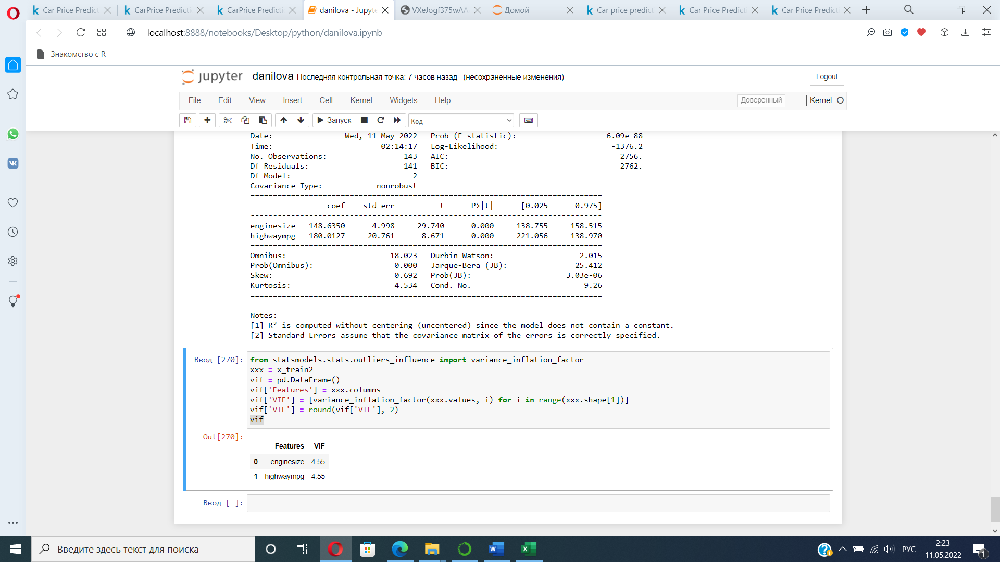 Car Price Predict
CarPrice Predicti
CarPrice Predicti
danilova - Jupyte
VXeJogf375wAA
Домой
Car price predict
Car Price Predict
Car Price Predict
localhost:8888/notebooks/Desktop/python/danilova.ipynb
Знакомство с R
jupyter danilova Последняя контрольная точка: 7 часов назад (несохраненные изменения) Logout
File Edit View Insert Cell Kernel Widgets Help Доверенный Kernel
Запуск Код
Date: Wed, 11 May 2022 Prob (F-statistic): 6.09e-88
Time: 02:14:17 Log-Likelihood: -1376.2
No. Observations: 143 AIC: 2756.
Df Residuals: 141 BIC: 2762.
Df Model: 2
Covariance Type: nonrobust
==============================================================================
coef std err t P>|t| [0.025 0.975]
------------------------------------------------------------------------------
enginesize 148.6350 4.998 29.740 0.000 138.755 158.515
highwaympg -180.0127 20.761 -8.671 0.000 -221.056 -138.970
==============================================================================
Omnibus: 18.023 Durbin-Watson: 2.015
Prob(Omnibus): 0.000 Jarque-Bera (JB): 25.412
Skew: 0.692 Prob(JB): 3.03e-06
Kurtosis: 4.534 Cond. No. 9.26
==============================================================================
Notes:
[1] R² is computed without centering (uncentered) since the model does not contain a constant.
[2] Standard Errors assume that the covariance matrix of the errors is correctly specified.
Ввод [270]: from statsmodels.stats.outliers_influence import variance_inflation_factor
xxx = x_train2
vif = pd.DataFrame()
vif['Features'] = xxx.columns
vif['VIF'] = [variance_inflation_factor(xxx.values, i) for i in range(xxx.shape[1])]
vif['VIF'] = round(vif['VIF'], 2)
vif
Out[270]:
Features VIF
0 enginesize 4.55
1 highwaympg 4.55
Ввод [ ]:
Введите здесь текст для поиска
РУС
2:23
11.05.2022
1